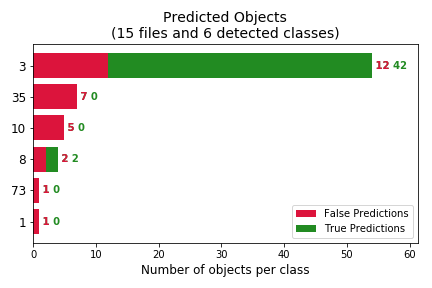 Predicted Objects
(15 files and 6 detected classes)
3 12 42
35 7 0
10 5 0
8 2 2
73 1 0
1 1 0
False Predictions
True Predictions
0 10 20 30 40 50 60
Number of objects per class